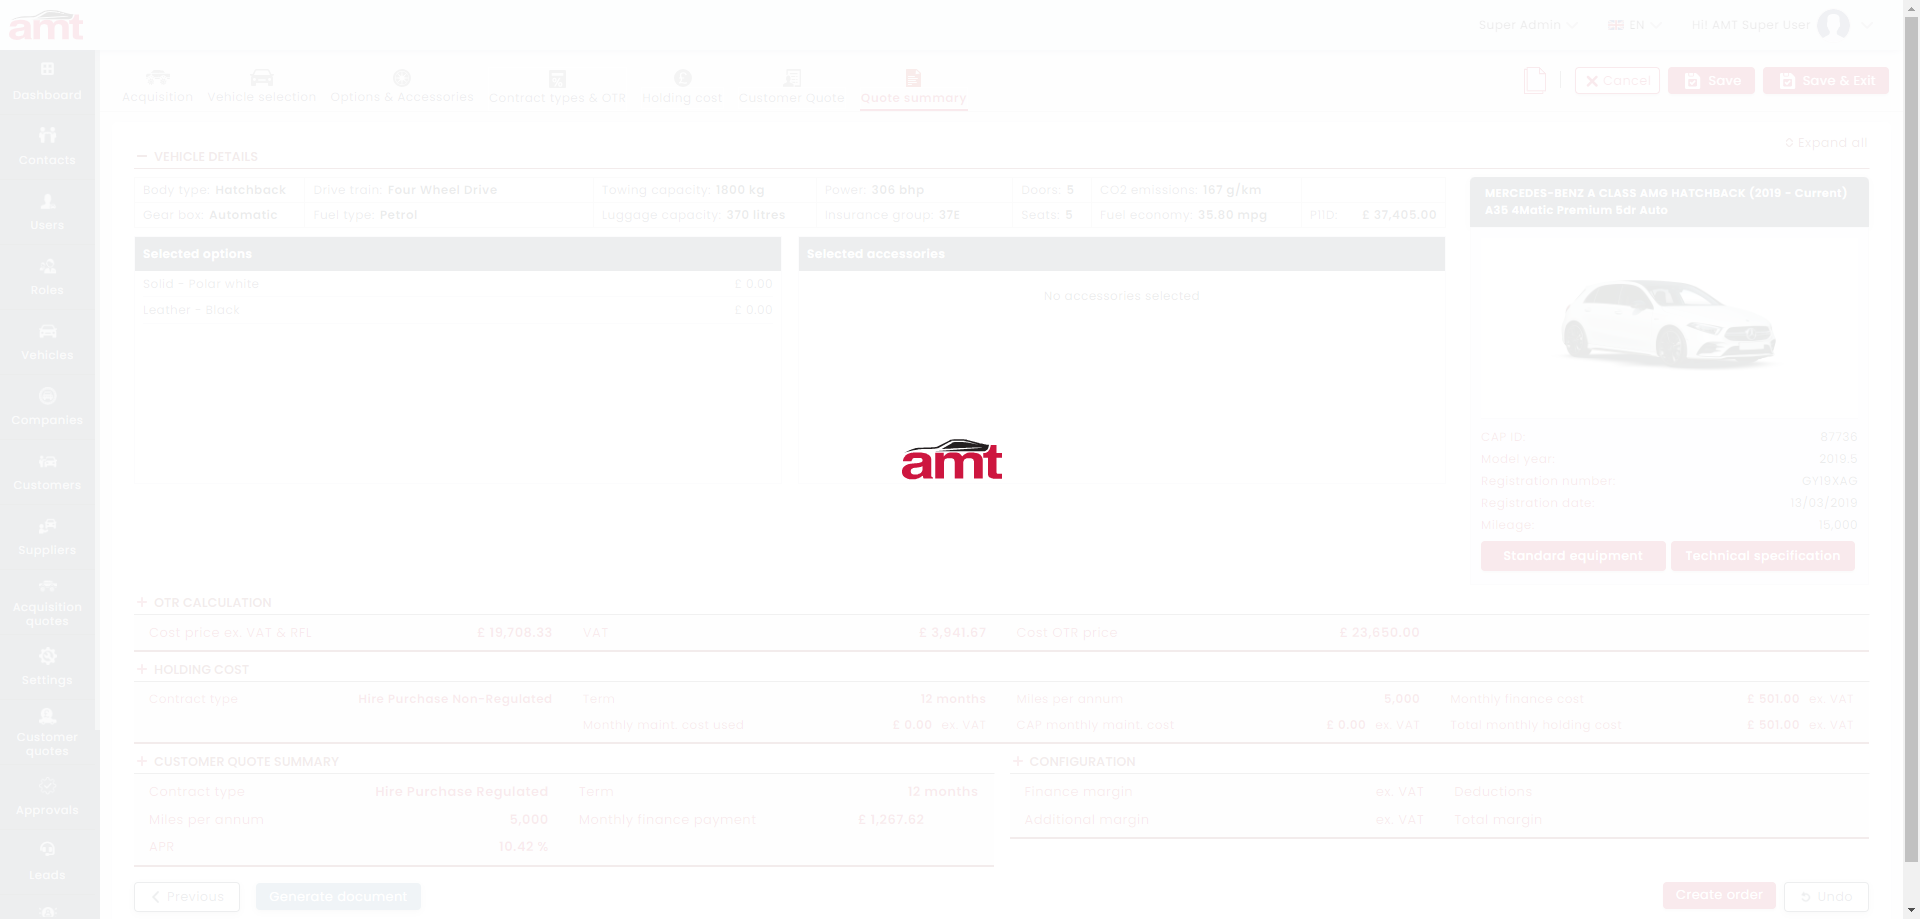 amt
Super Admin
EN
Hi! AMT Super User
Dashboard
Contacts
Users
Roles
Vehicles
Companies
Customers
Suppliers
Acquisition
quotes
Settings
Customer
quotes
Approvals
Leads
Acquisition
Vehicle selection
Options & Accessories
Contract types & OTR
Holding cost
Customer Quote
Quote summary
Cancel
Save
Save & Exit
Expand all
VEHICLE DETAILS
Body type: Hatchback
Drive train: Four Wheel Drive
Towing capacity: 1800 kg
Power: 306 bhp
Doors: 5
CO2 emissions: 167 g/km
Gear box: Automatic
Fuel type: Petrol
Luggage capacity: 370 litres
Insurance group: 37E
Seats: 5
Fuel economy: 35.80 mpg
P11D: £ 37,405.00
Selected options
Solid - Polar white £ 0.00
Leather - Black £ 0.00
Selected accessories
No accessories selected
MERCEDES-BENZ A CLASS AMG HATCHBACK (2019 - Current)
A35 4Matic Premium 5dr Auto
CAP ID: 87736
Model year: 2019.5
Registration number: GY19XAG
Registration date: 13/03/2019
Mileage: 15,000
Standard equipment
Technical specification
amt
OTR CALCULATION
Cost price ex. VAT & RFL £ 19,708.33 VAT £ 3,941.67 Cost OTR price £ 23,650.00
HOLDING COST
Contract type Hire Purchase Non-Regulated Term 12 months Miles per annum 5,000 Monthly finance cost £ 501.00 ex. VAT
Monthly maint. cost used £ 0.00 ex. VAT CAP monthly maint. cost £ 0.00 ex. VAT Total monthly holding cost £ 501.00 ex. VAT
CUSTOMER QUOTE SUMMARY
Contract type Hire Purchase Regulated Term 12 months
Miles per annum 5,000 Monthly finance payment £ 1,267.62
APR 10.42 %
CONFIGURATION
Finance margin ex. VAT Deductions
Additional margin ex. VAT Total margin
Previous
Generate document
Create order
Undo